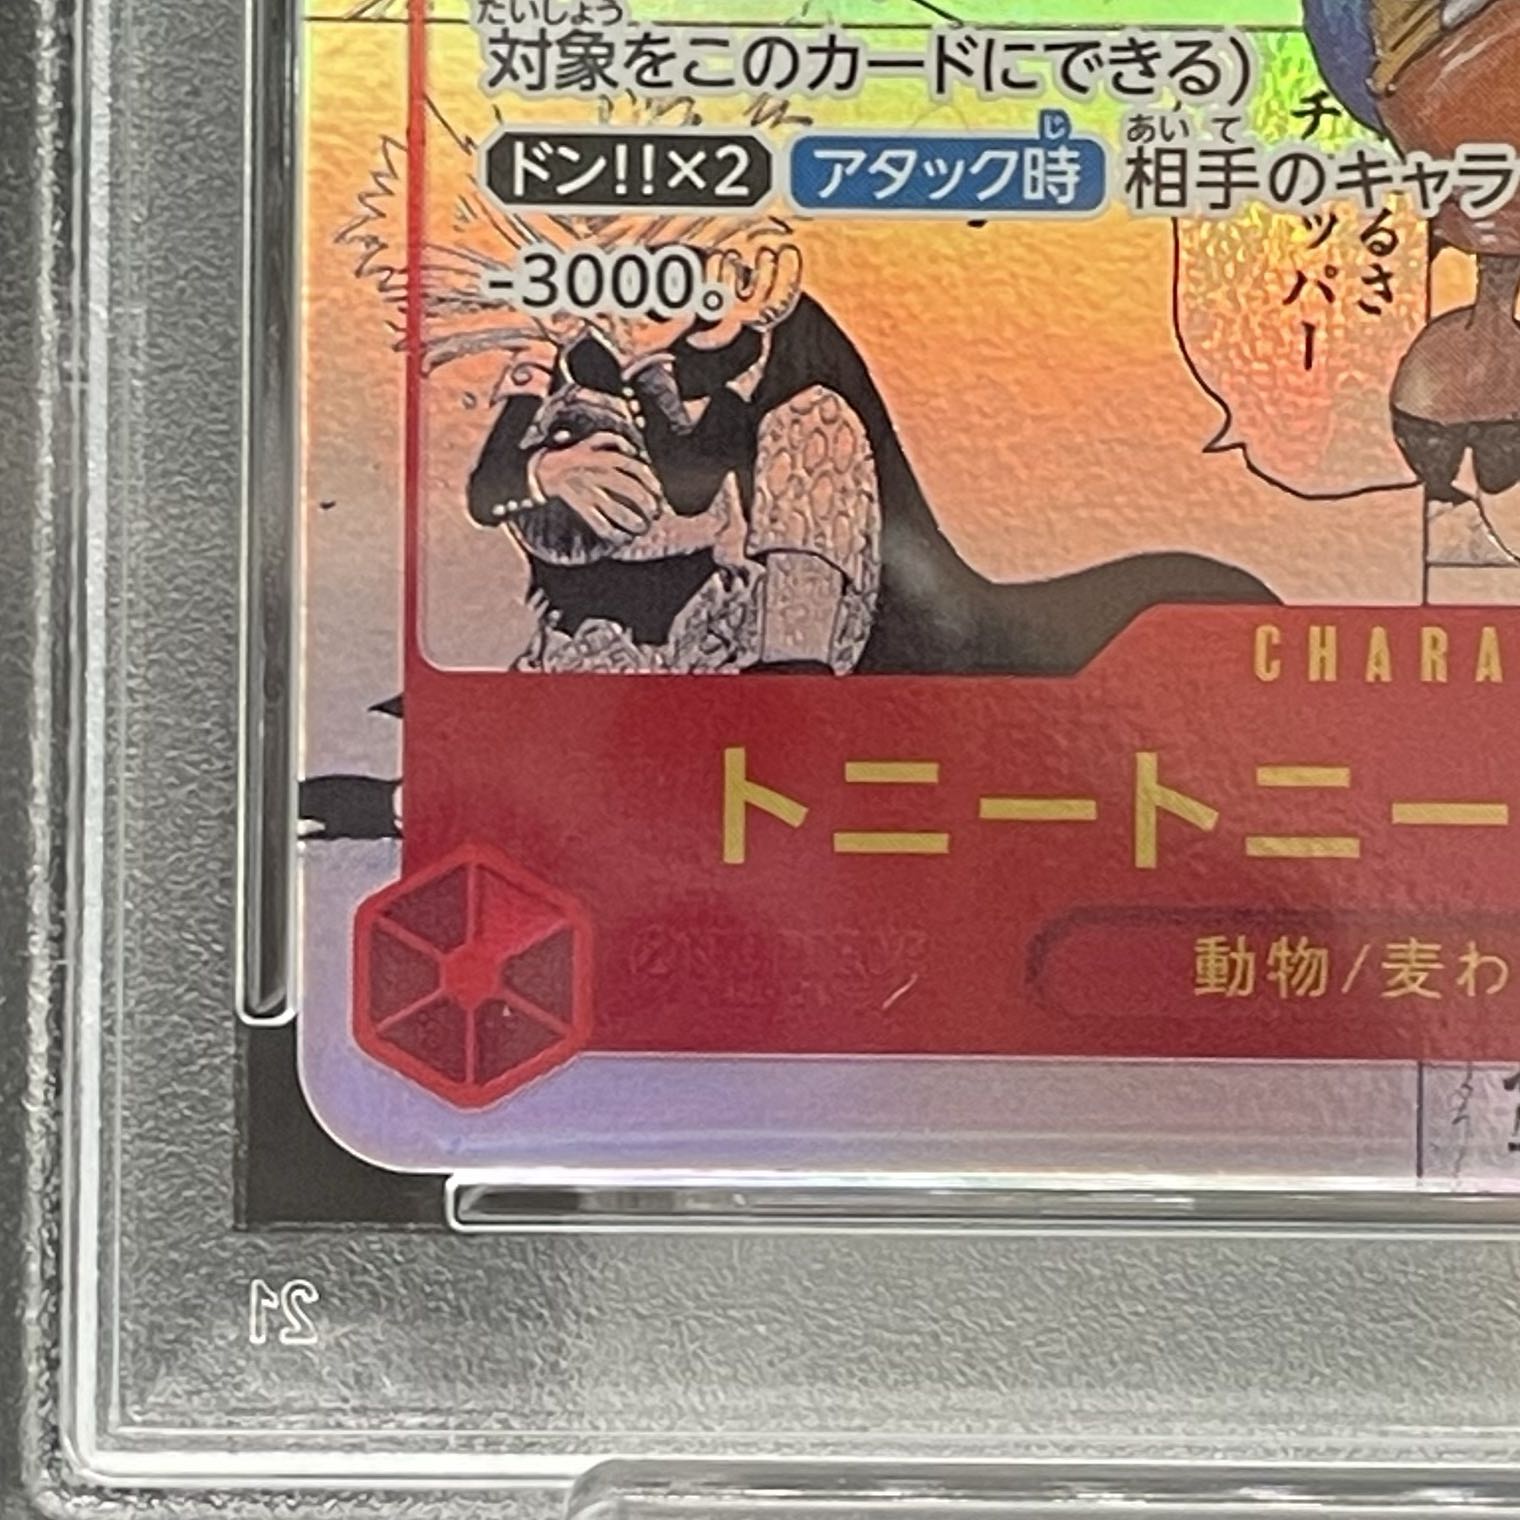 たいしょう
対象をこのカードにできる)
ドン!!×2 アタック時 相手のキャラ
じ あい て
-3000。
チ
ッパー
るさ
CHARA
トニートニー
動物/麦わ
21